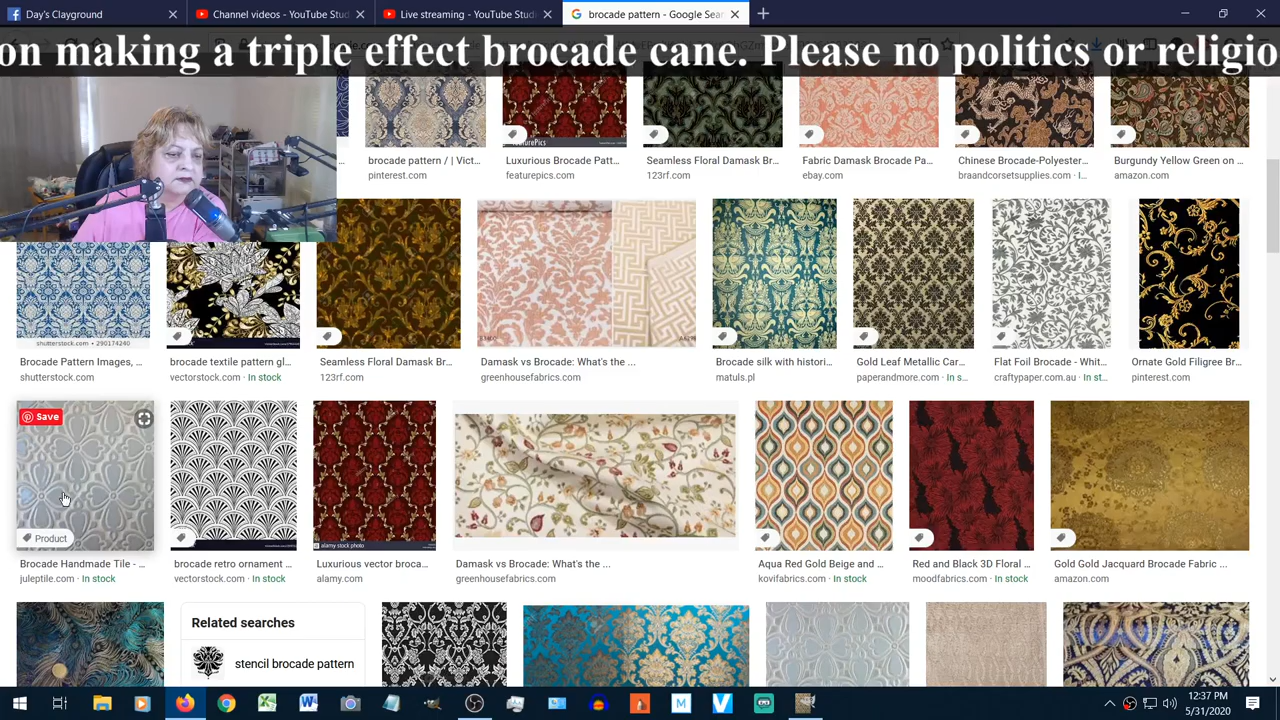 Day's Clayground
Channel videos - YouTube Stu
Live streaming - YouTube Studi
brocade pattern - Google Sear
on making a triple effect brocade cane. Please no politics or religio
brocade pattern / | Vict...
Luxurious Brocade Patt...
Seamless Floral Damask Br...
Fabric Damask Brocade Pa...
Chinese Brocade-Polyester...
Burgundy Yellow Green on ...
pinterest.com
featurepics.com
123rf.com
ebay.com
braandcorsetsupplies.com · I...
amazon.com
shutterstock.com • 290174240
Brocade Pattern Images, ...
brocade textile pattern gl...
Seamless Floral Damask Br...
Damask vs Brocade: What's the ...
Brocade silk with histori...
Gold Leaf Metallic Car...
Flat Foil Brocade - Whit...
Ornate Gold Filigree Br...
shutterstock.com
vectorstock.com · In stock
123rf.com
greenhousefabrics.com
matuls.pl
paperandmore.com · In s...
craftypaper.com.au · In st...
pinterest.com
Save
Product
alamy stock photo
Brocade Handmade Tile - ...
brocade retro ornament ...
Luxurious vector broca...
Damask vs Brocade: What's the ...
Aqua Red Gold Beige and ...
Red and Black 3D Floral ...
Gold Gold Jacquard Brocade Fabric ...
juleptile.com · In stock
vectorstock.com · In stock
alamy.com
greenhousefabrics.com
kovifabrics.com · In stock
moodfabrics.com · In stock
amazon.com
Related searches
stencil brocade pattern
12:37 PM
5/31/2020